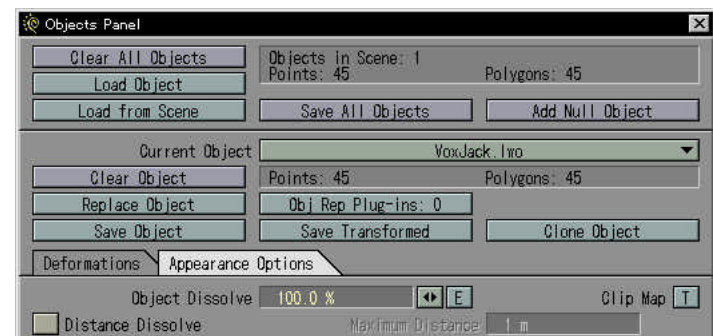 Objects Panel
Clear All Objects
Objects in Scene: 1
Points: 45 Polygons: 45
Load Object
Load from Scene Save All Objects Add Null Object
Current Object VoxJack.lwo
Clear Object Points: 45 Polygons: 45
Replace Object Obj Rep Plug-ins: 0
Save Object Save Transformed Clone Object
Deformations Appearance Options
Object Dissolve 100.0 % E Clip Map T
Distance Dissolve Maximum Distance 1 m